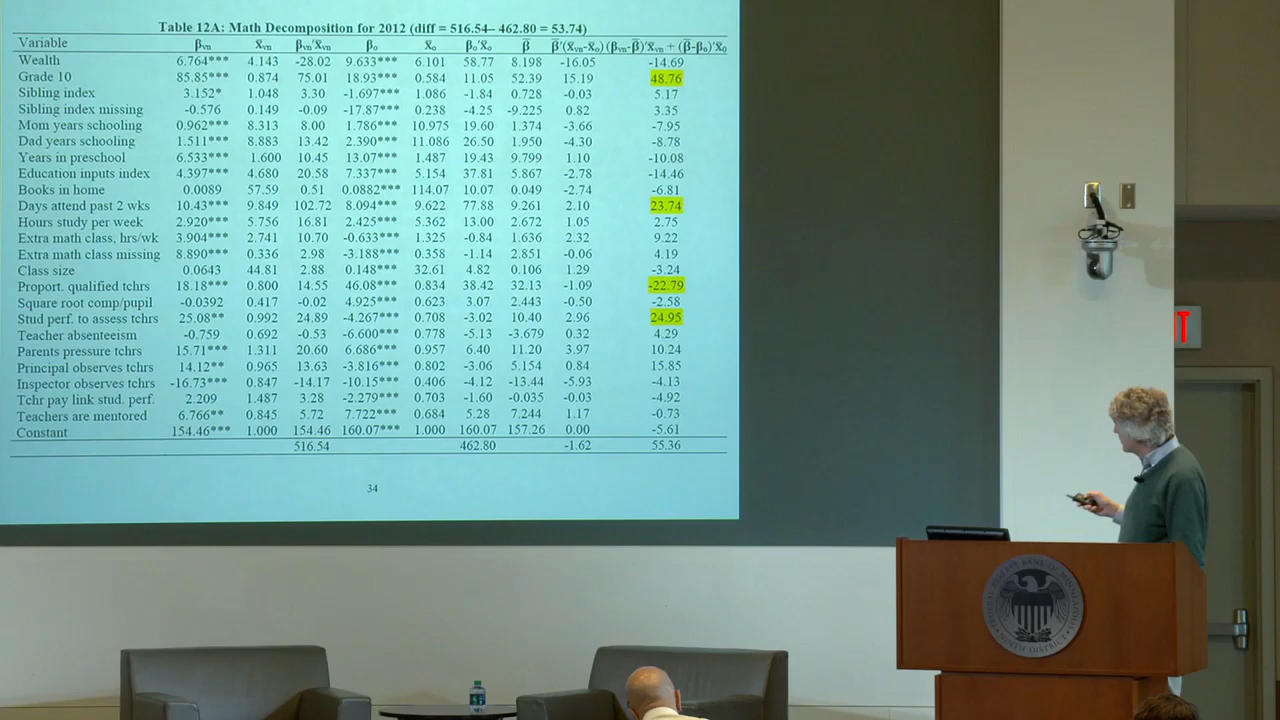 Table 12A: Math Decomposition for 2012 (diff = 516.54– 462.80 = 53.74)
Variable βvn x̄vn βvn'x̄vn βo x̄o βo'x̄o β̄ β̄'(x̄vn-x̄o) (βvn-β̄)'x̄vn + (β̄-βo)'x̄o
Wealth 6.764*** 4.143 -28.02 9.633*** 6.101 58.77 8.198 -16.05 -14.69
Grade 10 85.85*** 0.874 75.01 18.93*** 0.584 11.05 52.39 15.19 48.76
Sibling index 3.152* 1.048 3.30 -1.697*** 1.086 -1.84 0.728 -0.03 5.17
Sibling index missing -0.576 0.149 -0.09 -17.87*** 0.238 -4.25 -9.225 0.82 3.35
Mom years schooling 0.962*** 8.313 8.00 1.786*** 10.975 19.60 1.374 -3.66 -7.95
Dad years schooling 1.511*** 8.883 13.42 2.390*** 11.086 26.50 1.950 -4.30 -8.78
Years in preschool 6.533*** 1.600 10.45 13.07*** 1.487 19.43 9.799 1.10 -10.08
Education inputs index 4.397*** 4.680 20.58 7.337*** 5.154 37.81 5.867 -2.78 -14.46
Books in home 0.0089 57.59 0.51 0.0882*** 114.07 10.07 0.049 -2.74 -6.81
Days attend past 2 wks 10.43*** 9.849 102.72 8.094*** 9.622 77.88 9.261 2.10 23.74
Hours study per week 2.920*** 5.756 16.81 2.425*** 5.362 13.00 2.672 1.05 2.75
Extra math class, hrs/wk 3.904*** 2.741 10.70 -0.633*** 1.325 -0.84 1.636 2.32 9.22
Extra math class missing 8.890*** 0.336 2.98 -3.188*** 0.358 -1.14 2.851 -0.06 4.19
Class size 0.0643 44.81 2.88 0.148*** 32.61 4.82 0.106 1.29 -3.24
Proport. qualified tchrs 18.18*** 0.800 14.55 46.08*** 0.834 38.42 32.13 -1.09 -22.79
Square root comp/pupil -0.0392 0.417 -0.02 4.925*** 0.623 3.07 2.443 -0.50 -2.58
Stud perf. to assess tchrs 25.08** 0.992 24.89 -4.267*** 0.708 -3.02 10.40 2.96 24.95
Teacher absenteeism -0.759 0.692 -0.53 -6.600*** 0.778 -5.13 -3.679 0.32 4.29
Parents pressure tchrs 15.71*** 1.311 20.60 6.686*** 0.957 6.40 11.20 3.97 10.24
Principal observes tchrs 14.12** 0.965 13.63 -3.816*** 0.802 -3.06 5.154 0.84 15.85
Inspector observes tchrs -16.73*** 0.847 -14.17 -10.15*** 0.406 -4.12 -13.44 -5.93 -4.13
Tchr pay link stud. perf. 2.209 1.487 3.28 -2.279*** 0.703 -1.60 -0.035 -0.03 -4.92
Teachers are mentored 6.766** 0.845 5.72 7.722*** 0.684 5.28 7.244 1.17 -0.73
Constant 154.46*** 1.000 154.46 160.07*** 1.000 160.07 157.26 0.00 -5.61
516.54 462.80 -1.62 55.36
34
FEDERAL RESERVE BANK OF MINNEAPOLIS
NINTH DISTRICT